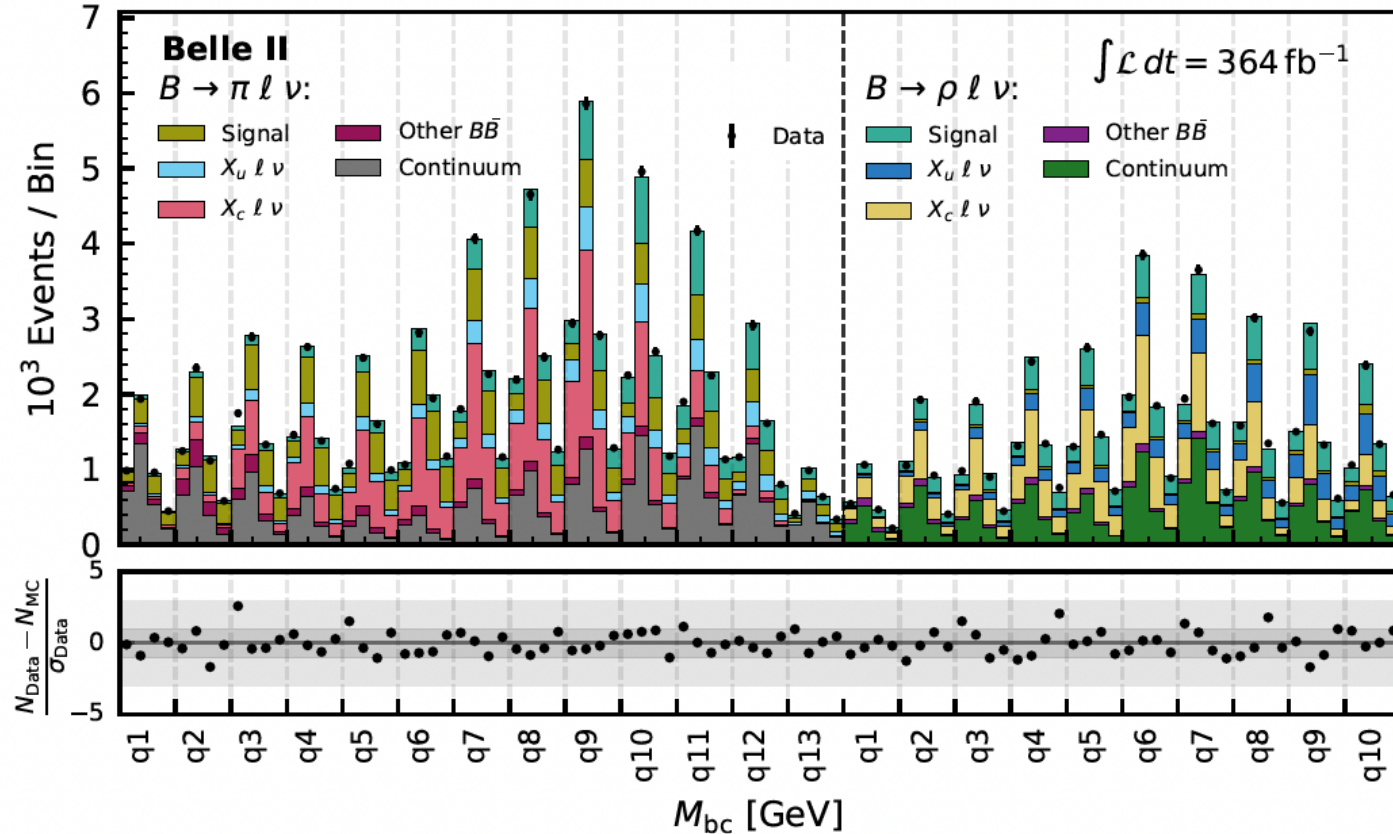 7
6
5
4
3
2
1
0
10³ Events / Bin
Belle II
B → π ℓ ν:
Signal
X_u ℓ ν
X_c ℓ ν
Other BB̄
Continuum
Data
∫ℒ dt = 364 fb⁻¹
B → ρ ℓ ν:
Signal
X_u ℓ ν
X_c ℓ ν
Other BB̄
Continuum
5
0
−5
N_Data − N_MC
σ_Data
q1 q2 q3 q4 q5 q6 q7 q8 q9 q10 q11 q12 q13 q1 q2 q3 q4 q5 q6 q7 q8 q9 q10
M_bc [GeV]